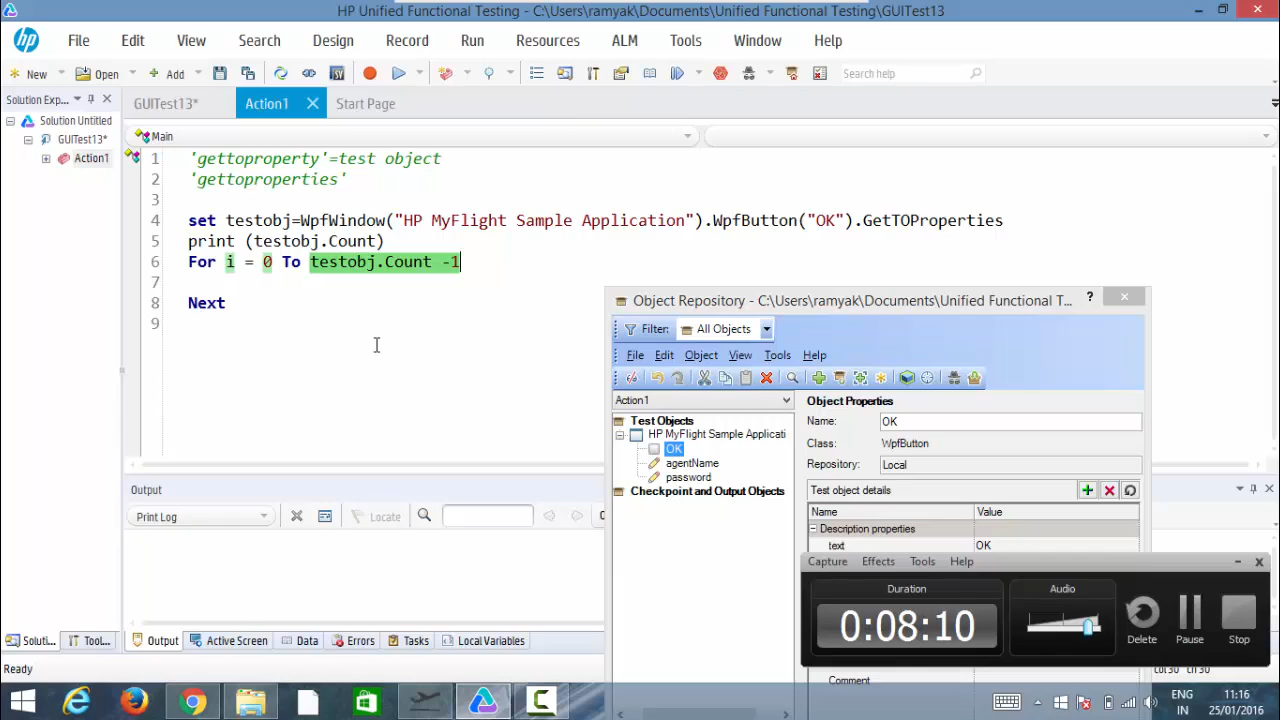 HP Unified Functional Testing - C:\Users\ramyak\Documents\Unified Functional Testing\GUITest13
hp File Edit View Search Design Record Run Resources ALM Tools Window Help
New Open Add Search help
Solution Exp... GUITest13* Action1 Start Page
Solution Untitled
GUITest13*
Action1
Main
1 'gettoproperty'=test object
2 'gettoproperties'
3
4 set testobj=WpfWindow("HP MyFlight Sample Application").WpfButton("OK").GetTOProperties
5 print (testobj.Count)
6 For i = 0 To testobj.Count -1
7
8 Next
9
Object Repository - C:\Users\ramyak\Documents\Unified Functional T... ?
Filter: All Objects
File Edit Object View Tools Help
Action1
Test Objects
HP MyFlight Sample Applicati
OK
agentName
password
Checkpoint and Output Objects
Object Properties
Name: OK
Class: WpfButton
Repository: Local
Test object details
Name Value
Description properties
text OK
Comment
Output
Print Log Locate
Capture Effects Tools Help
Duration Audio
0:08:10
Delete Pause Stop
Soluti... Tool... Output Active Screen Data Errors Tasks Local Variables
Ready
ENG 11:16
IN 25/01/2016